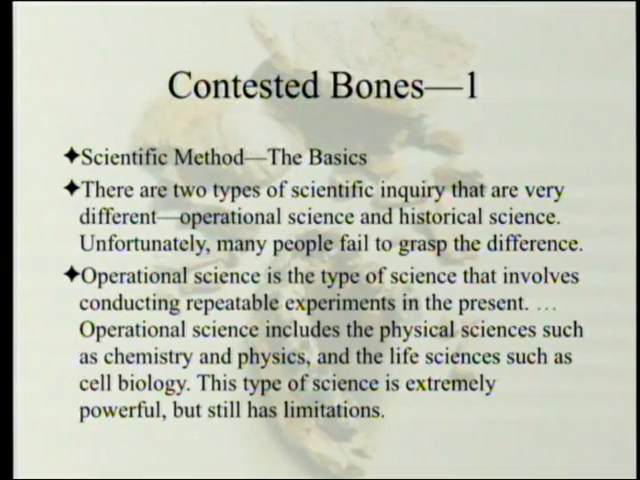 Contested Bones—1
✦Scientific Method—The Basics
✦There are two types of scientific inquiry that are very
different—operational science and historical science.
Unfortunately, many people fail to grasp the difference.
✦Operational science is the type of science that involves
conducting repeatable experiments in the present. …
Operational science includes the physical sciences such
as chemistry and physics, and the life sciences such as
cell biology. This type of science is extremely
powerful, but still has limitations.